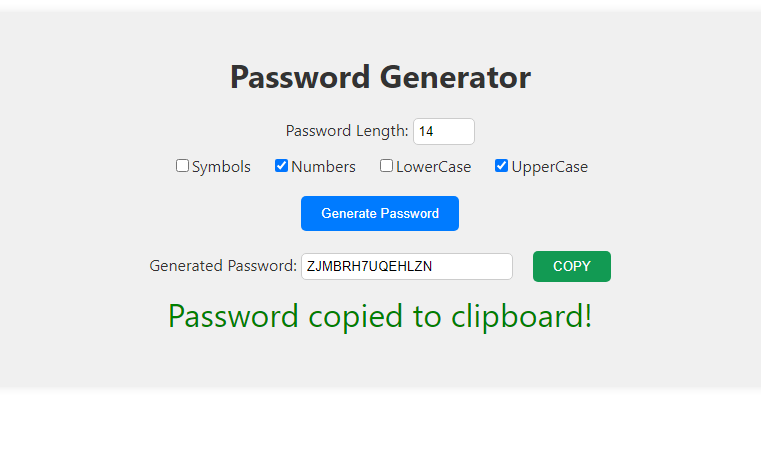 Password Generator
Password Length: 14
Symbols Numbers LowerCase UpperCase
Generate Password
Generated Password: ZJMBRH7UQEHLZN COPY
Password copied to clipboard!